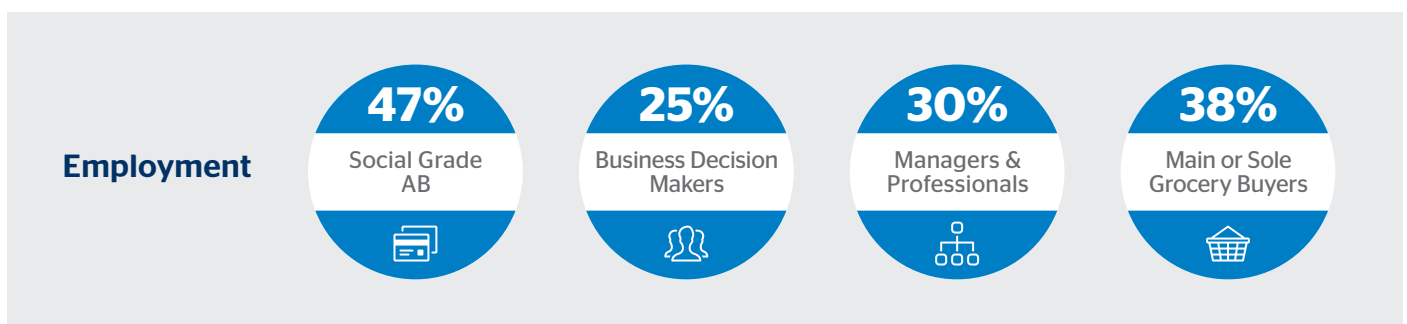 Employment
47%
Social Grade
AB
25%
Business Decision
Makers
30%
Managers &
Professionals
38%
Main or Sole
Grocery Buyers